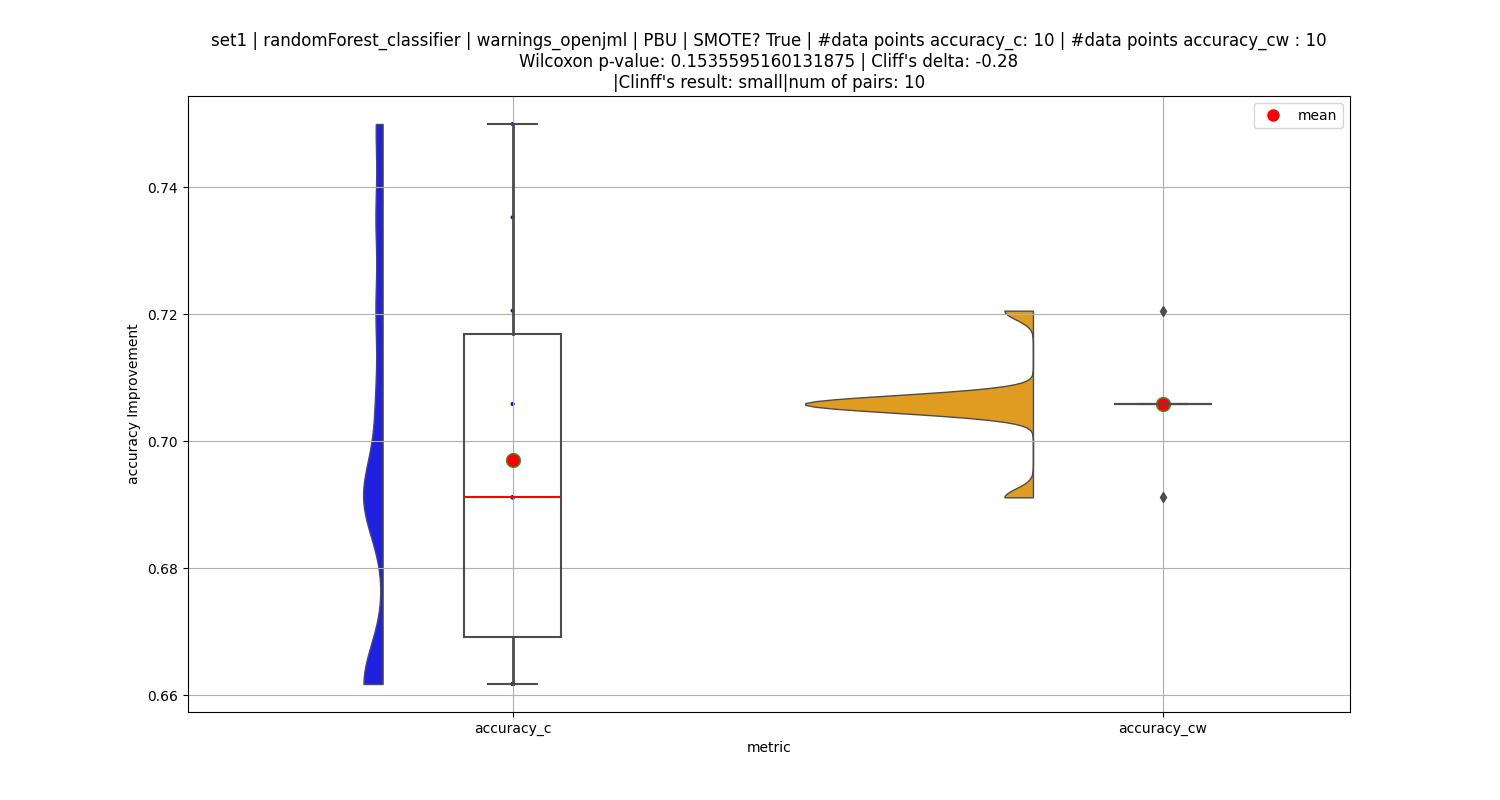 set1 | randomForest_classifier | warnings_openjml | PBU | SMOTE? True | #data points accuracy_c: 10 | #data points accuracy_cw : 10
Wilcoxon p-value: 0.1535595160131875 | Cliff's delta: -0.28
|Clinff's result: small|num of pairs: 10
mean
0.74
0.72
0.70
0.68
0.66
accuracy Improvement
accuracy_c
accuracy_cw
metric